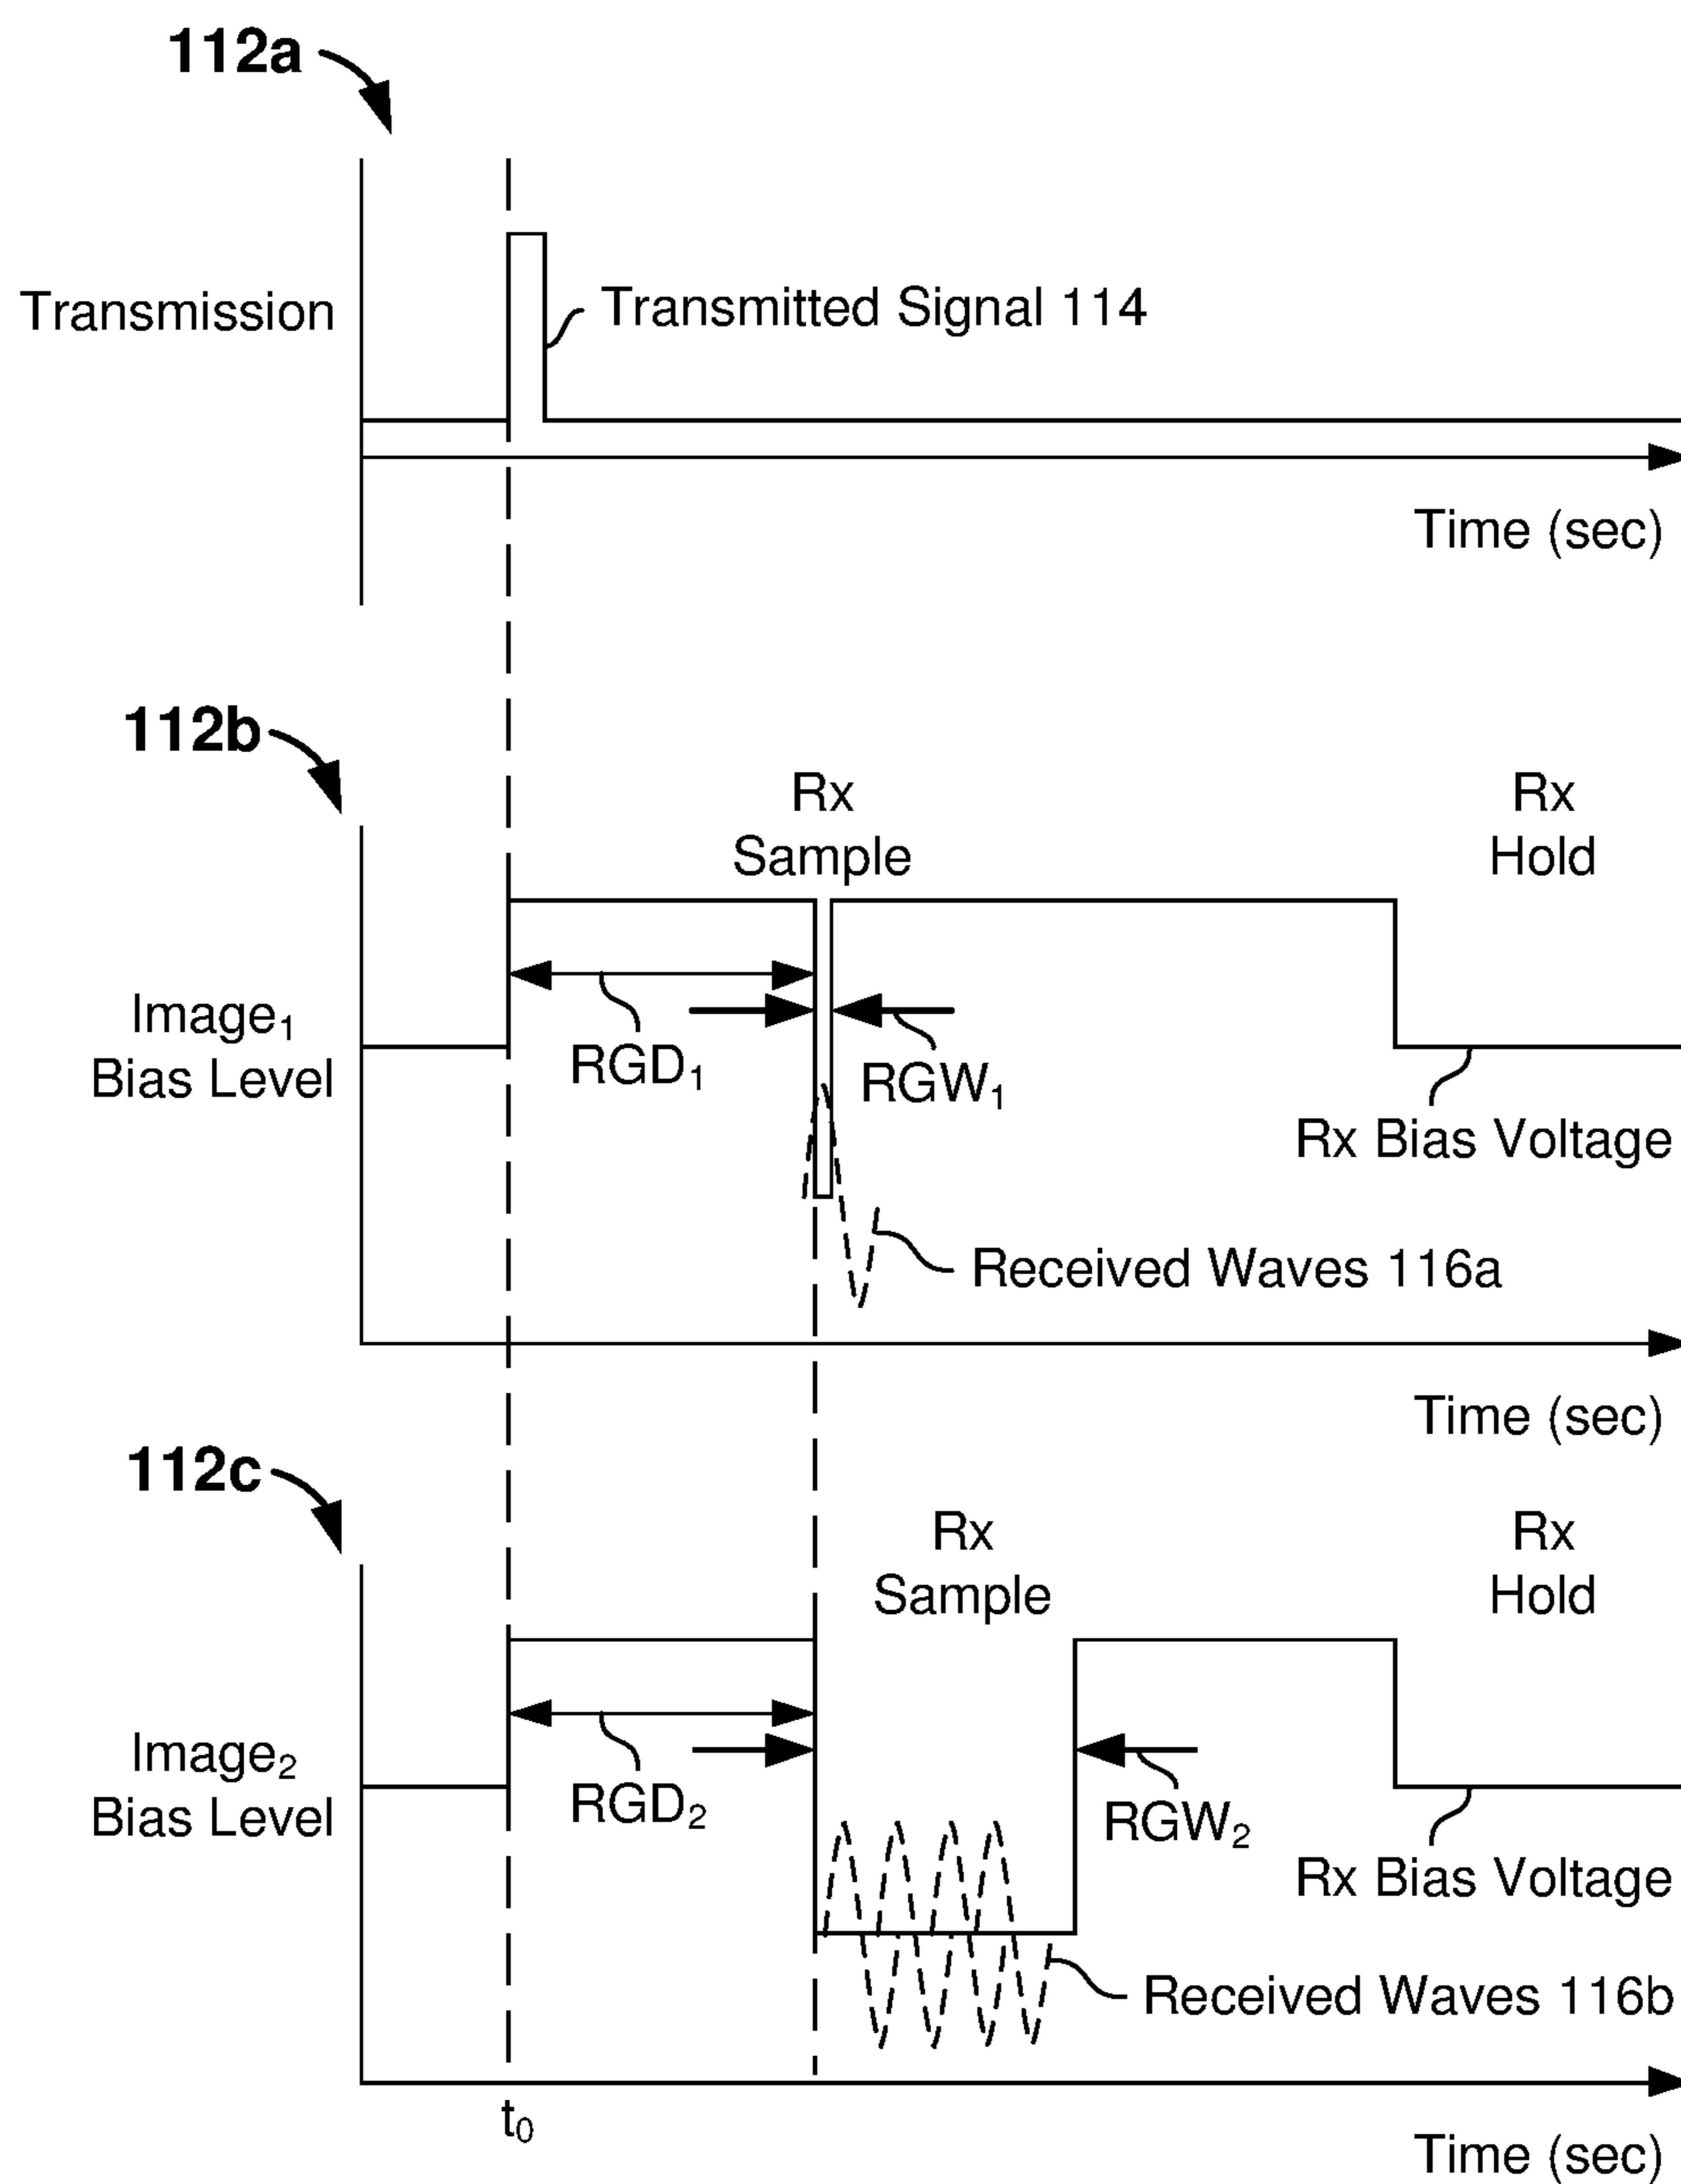 112a
Transmission
Transmitted Signal 114
Time (sec)
112b
Rx
Sample
Rx
Hold
Image₁
Bias Level
RGD₁
RGW₁
Rx Bias Voltage
Received Waves 116a
Time (sec)
112c
Rx
Sample
Rx
Hold
Image₂
Bias Level
RGD₂
RGW₂
Rx Bias Voltage
Received Waves 116b
t₀
Time (sec)